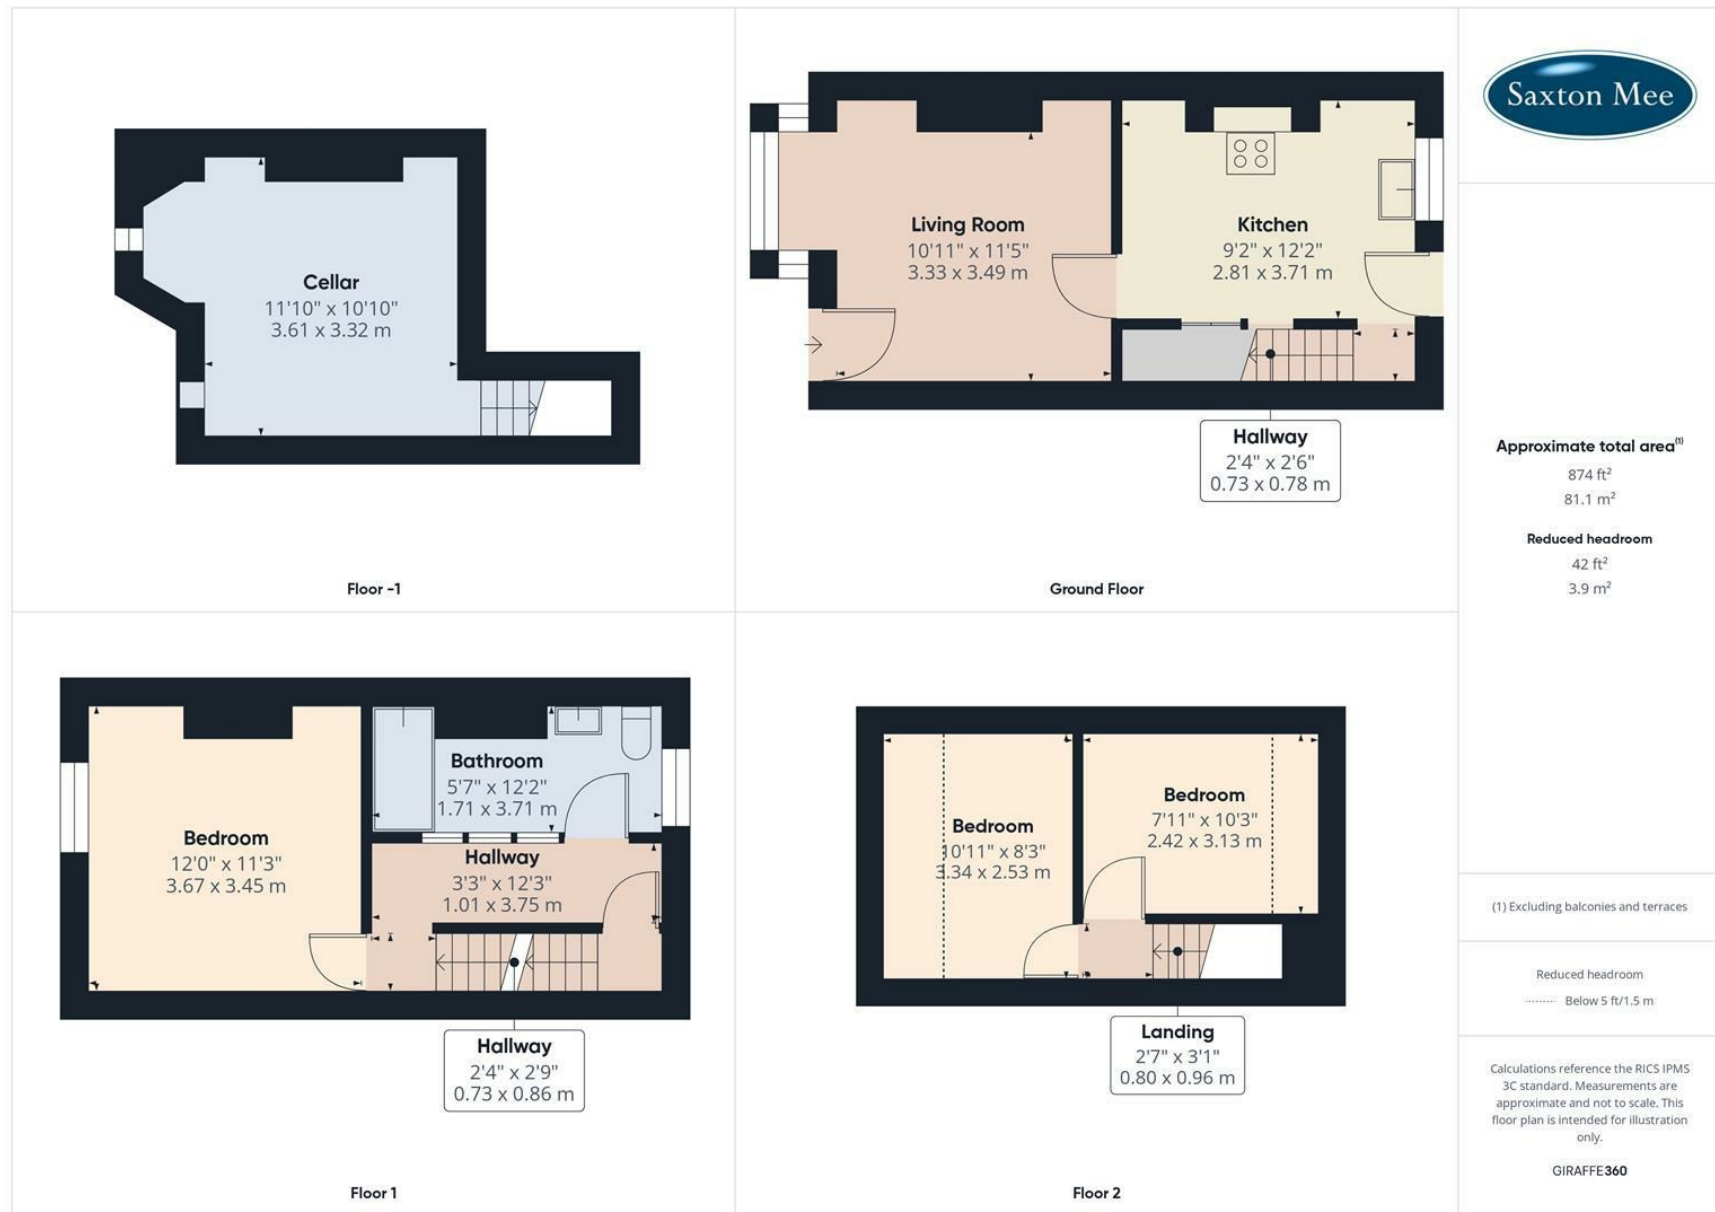 Cellar
11'10" x 10'10"
3.61 x 3.32 m
Floor -1
Living Room
10'11" x 11'5"
3.33 x 3.49 m
Kitchen
9'2" x 12'2"
2.81 x 3.71 m
Hallway
2'4" x 2'6"
0.73 x 0.78 m
Ground Floor
Bedroom
12'0" x 11'3"
3.67 x 3.45 m
Bathroom
5'7" x 12'2"
1.71 x 3.71 m
Hallway
3'3" x 12'3"
1.01 x 3.75 m
Hallway
2'4" x 2'9"
0.73 x 0.86 m
Floor 1
Bedroom
10'11" x 8'3"
3.34 x 2.53 m
Bedroom
7'11" x 10'3"
2.42 x 3.13 m
Landing
2'7" x 3'1"
0.80 x 0.96 m
Floor 2
Saxton Mee
Approximate total area(1)
874 ft²
81.1 m²
Reduced headroom
42 ft²
3.9 m²
(1) Excluding balconies and terraces
Reduced headroom
Below 5 ft/1.5 m
Calculations reference the RICS IPMS
3C standard. Measurements are
approximate and not to scale. This
floor plan is intended for illustration
only.
GIRAFFE360